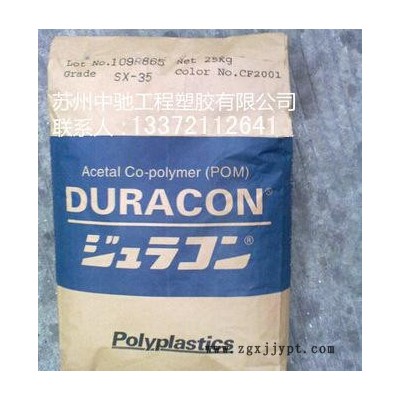 Lot No.109R865 Net 25Kg
Grade SX-35 Color No.CF2001
苏州中驰工程塑胶有限公司
联系人:13372112641
Acetal Co-polymer (POM)
DURACON®
ジュラコン®
Polyplastics
www.zgxjjypt.com